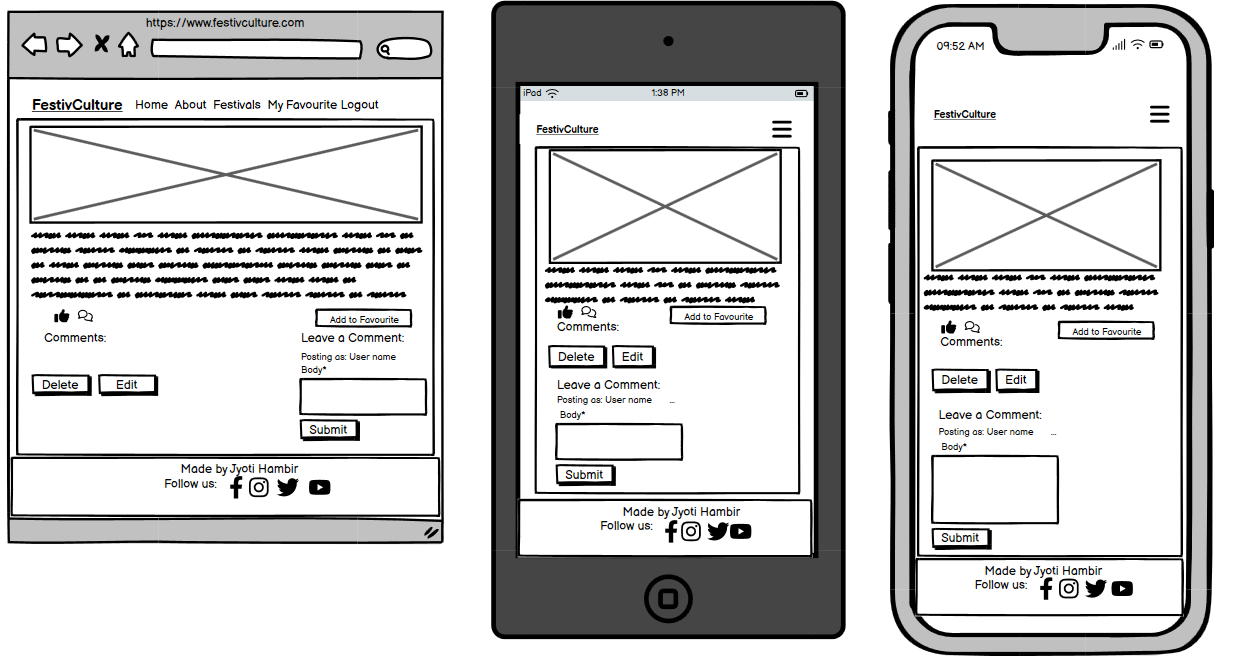 https://www.festivculture.com
FestivCulture Home About Festivals My Favourite Logout
Add to Favourite
Comments:
Leave a Comment:
Posting as: User name
Body*
Delete Edit
Submit
Made by Jyoti Hambir
Follow us:
iPad 1:38 PM
FestivCulture
Add to Favourite
Comments:
Delete Edit
Leave a Comment:
Posting as: User name ...
Body*
Submit
Made by Jyoti Hambir
Follow us:
09:52 AM
FestivCulture
Add to Favourite
Comments:
Delete Edit
Leave a Comment:
Posting as: User name ...
Body*
Submit
Made by Jyoti Hambir
Follow us: